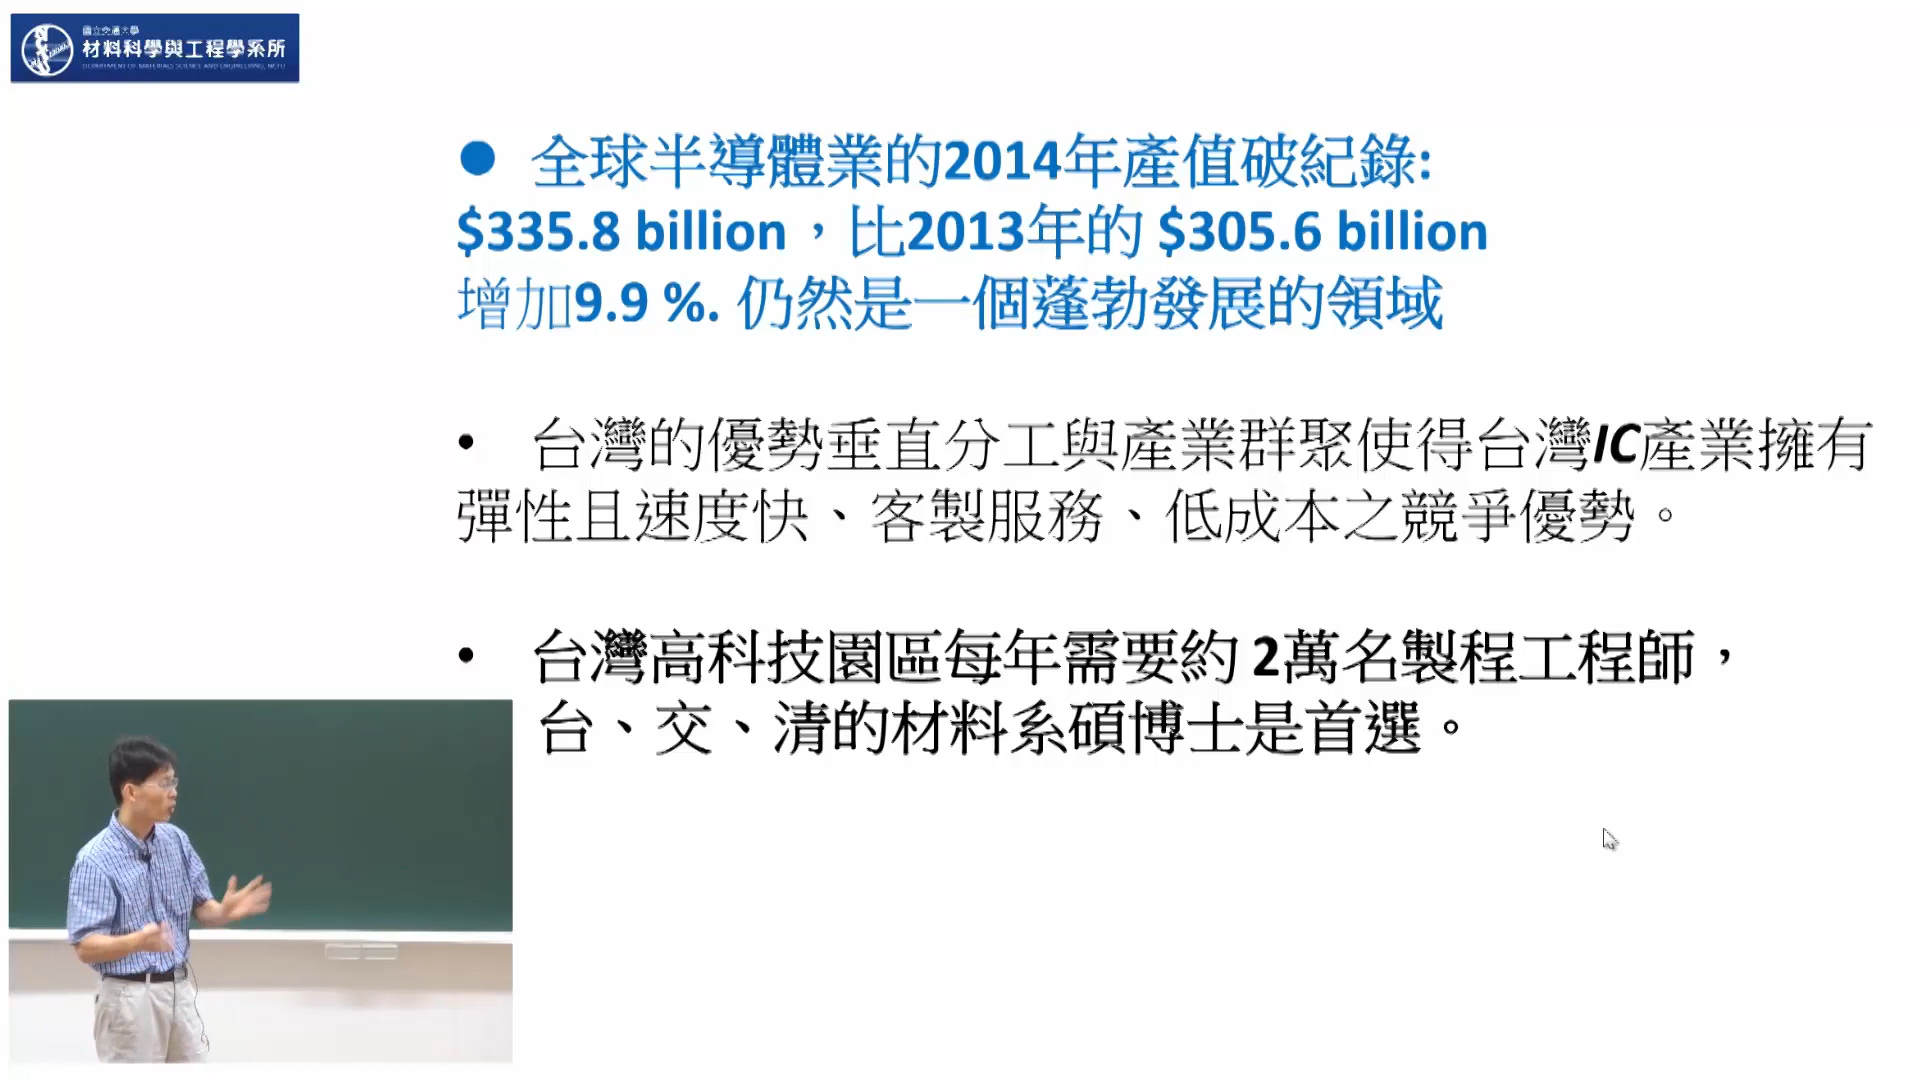 國立交通大學
材料科學與工程學系所
DEPARTMENT OF MATERIALS SCIENCE AND ENGINEERING, NCTU
● 全球半導體業的2014年產值破紀錄:
$335.8 billion，比2013年的 $305.6 billion
增加9.9 %. 仍然是一個蓬勃發展的領域
• 台灣的優勢垂直分工與產業群聚使得台灣IC產業擁有
彈性且速度快、客製服務、低成本之競爭優勢。
• 台灣高科技園區每年需要約 2萬名製程工程師，
台、交、清的材料系碩博士是首選。